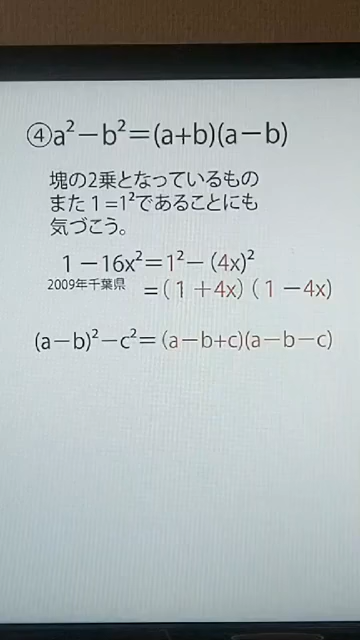 ④a²−b²=(a+b)(a−b)
塊の2乗となっているもの
また１=1²であることにも
気づこう。
１−16x²=1²−(4x)²
2009年千葉県 =(１+4x)(１−4x)
(a−b)²−c²=(a−b+c)(a−b−c)